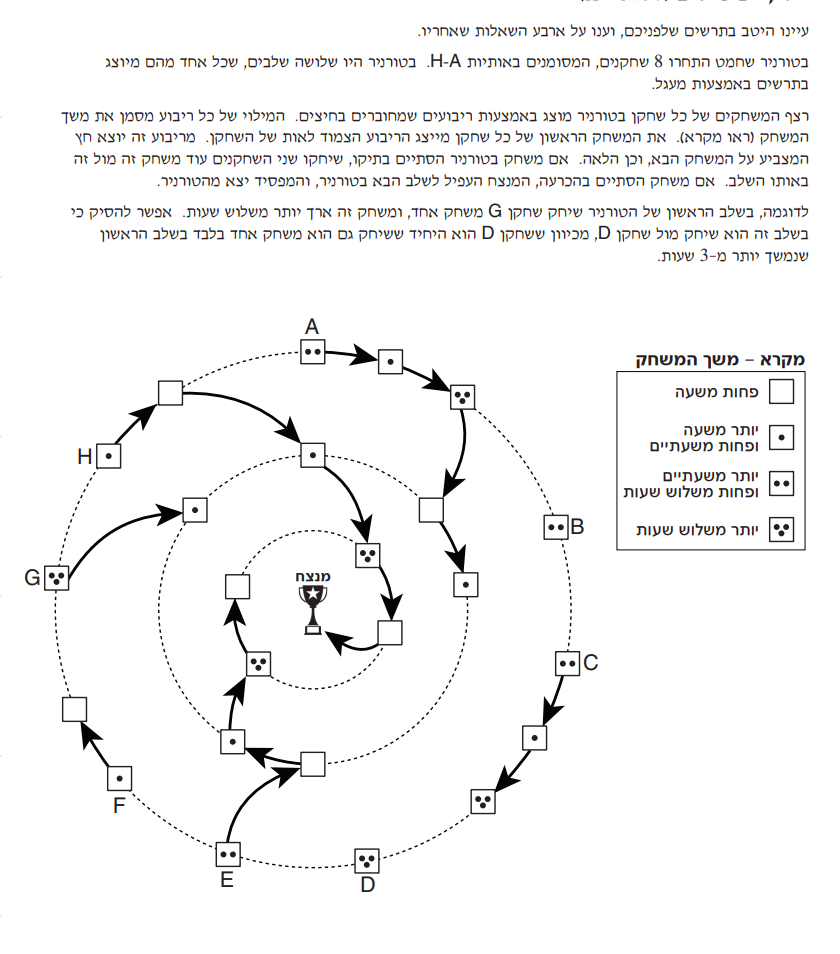 עיינו היטב בתרשים שלפניכם, וענו על ארבע השאלות שאחריו.
בטורניר שחמט התחרו 8 שחקנים, המסומנים באותיות H-A. בטורניר היו שלושה שלבים, שכל אחד מהם מיוצג
בתרשים באמצעות מעגל.
רצף המשחקים של כל שחקן בטורניר מוצג באמצעות ריבועים שמחוברים בחיצים. המילוי של כל ריבוע מסמן את משך
המשחק (ראו מקרא). את המשחק הראשון של כל שחקן מייצג הריבוע הצמוד לאות של השחקן. מריבוע זה יוצא חץ
המצביע על המשחק הבא, וכן הלאה. אם משחק בטורניר הסתיים בתיקו, שיחקו שני השחקנים עוד משחק זה מול זה
באותו השלב. אם משחק הסתיים בהכרעה, המנצח העפיל לשלב הבא בטורניר, והמפסיד יצא מהטורניר.
לדוגמה, בשלב הראשון של הטורניר שיחק שחקן G משחק אחד, ומשחק זה ארך יותר משלוש שעות. אפשר להסיק כי
בשלב זה הוא שיחק מול שחקן D, מכיוון ששחקן D הוא היחיד ששיחק גם הוא משחק אחד בלבד בשלב הראשון
שנמשך יותר מ-3 שעות.
A
מקרא – משך המשחק
פחות משעה
יותר משעה
ופחות משעתיים
יותר משעתיים
ופחות משלוש שעות
יותר משלוש שעות
H
B
G
מנצח
C
F
E
D